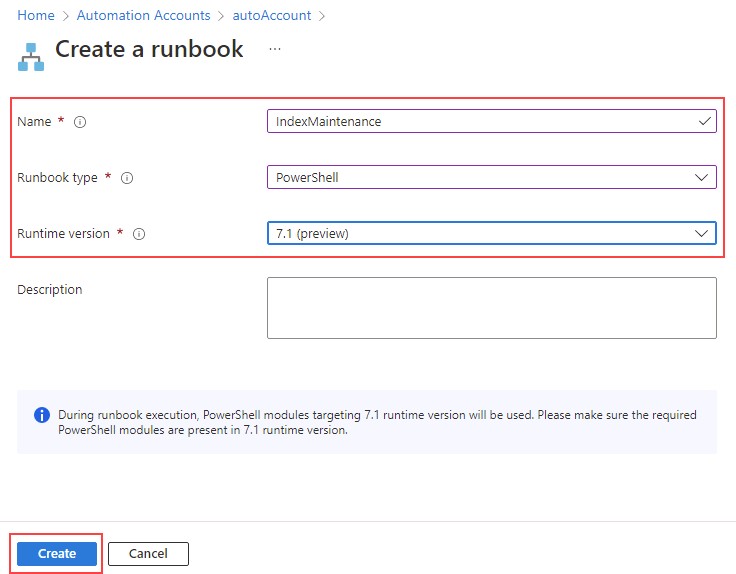 Home > Automation Accounts > autoAccount >
Create a runbook ...
Name *
IndexMaintenance
Runbook type *
PowerShell
Runtime version *
7.1 (preview)
Description
During runbook execution, PowerShell modules targeting 7.1 runtime version will be used. Please make sure the required
PowerShell modules are present in 7.1 runtime version.
Create
Cancel